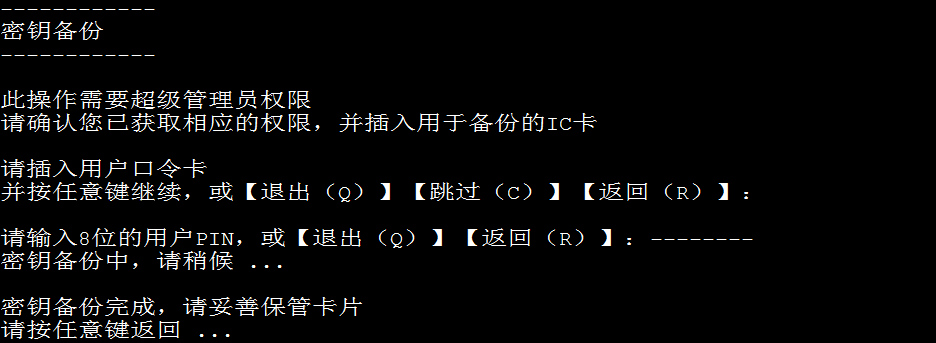 ------------
密钥备份
------------
此操作需要超级管理员权限
请确认您已获取相应的权限，并插入用于备份的IC卡
请插入用户口令卡
并按任意键继续，或【退出（Q）】【跳过（C）】【返回（R）】：
请输入8位的用户PIN，或【退出（Q）】【返回（R）】：--------
密钥备份中，请稍候 ...
密钥备份完成，请妥善保管卡片
请按任意键返回 ...